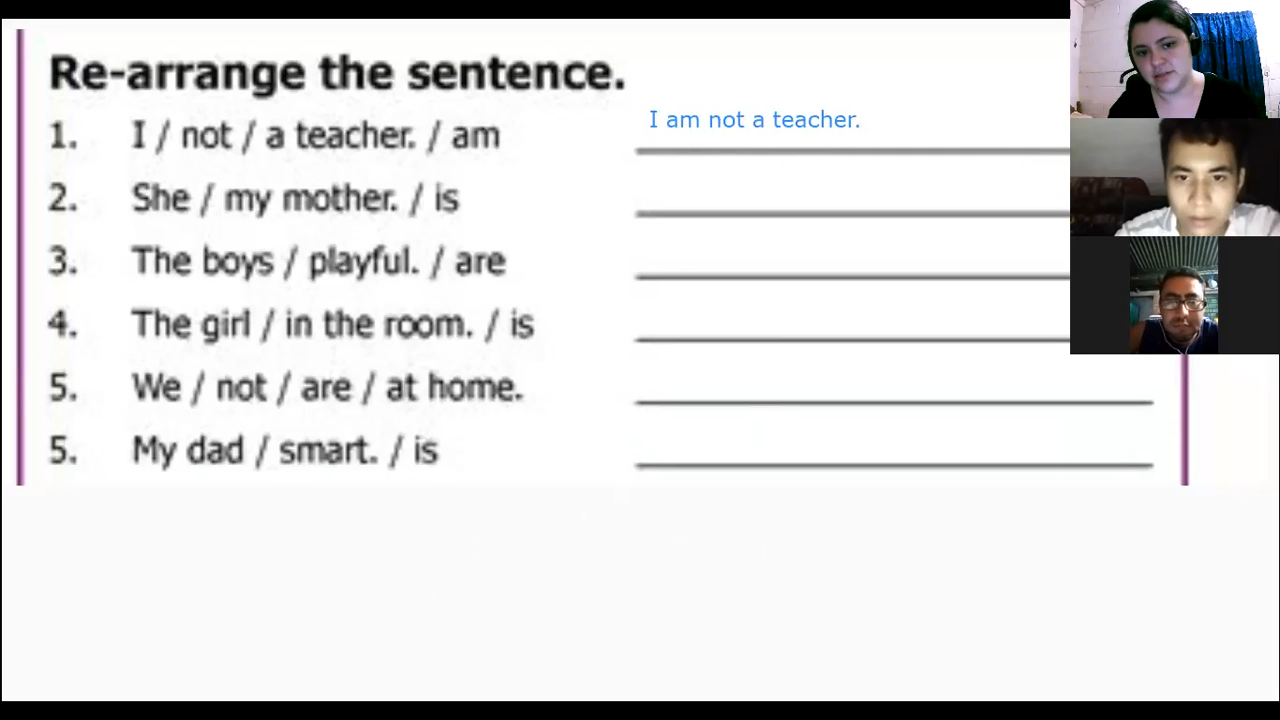 Re-arrange the sentence.
1. I / not / a teacher. / am I am not a teacher.
2. She / my mother. / is
3. The boys / playful. / are
4. The girl / in the room. / is
5. We / not / are / at home.
5. My dad / smart. / is